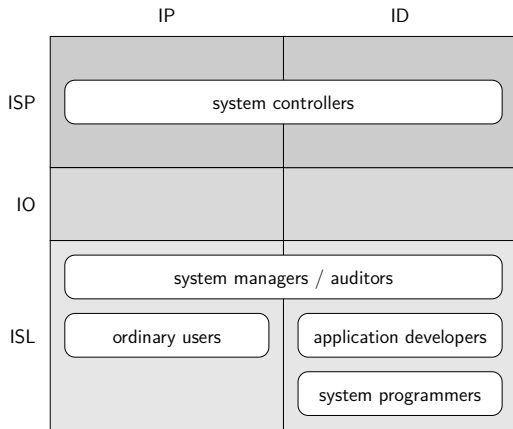 IP ID
ISP
system controllers
IO
system managers / auditors
ISL
ordinary users application developers
system programmers